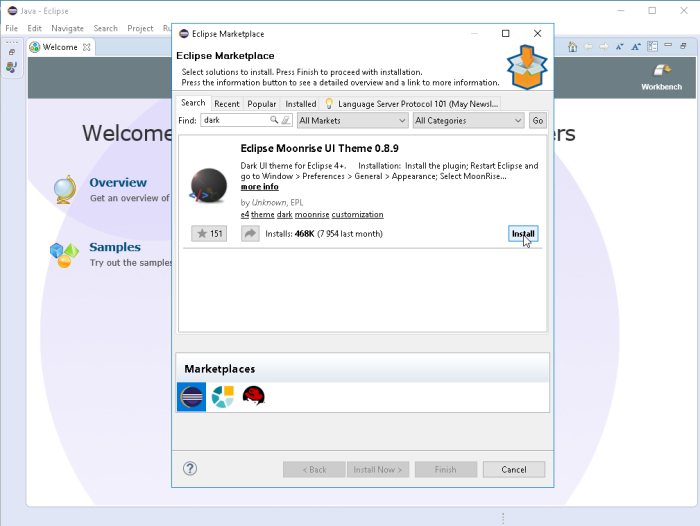 Java - Eclipse
File Edit Navigate Search Project Ru
Welcome
Workbench
Welcome
ers
Overview
Get an overview of
Samples
Try out the samples
Eclipse Marketplace
Eclipse Marketplace
Select solutions to install. Press Finish to proceed with installation.
Press the information button to see a detailed overview and a link to more information.
Search Recent Popular Installed Language Server Protocol 101 (May Newsl...
Find: dark All Markets All Categories Go
Eclipse Moonrise UI Theme 0.8.9
Dark UI theme for Eclipse 4+. Installation: Install the plugin; Restart Eclipse and
go to Window > Preferences > General > Appearance; Select MoonRise...
more info
by Unknown, EPL
e4 theme dark moonrise customization
151 Installs: 468K (7 954 last month) Install
Marketplaces
? < Back Install Now > Finish Cancel